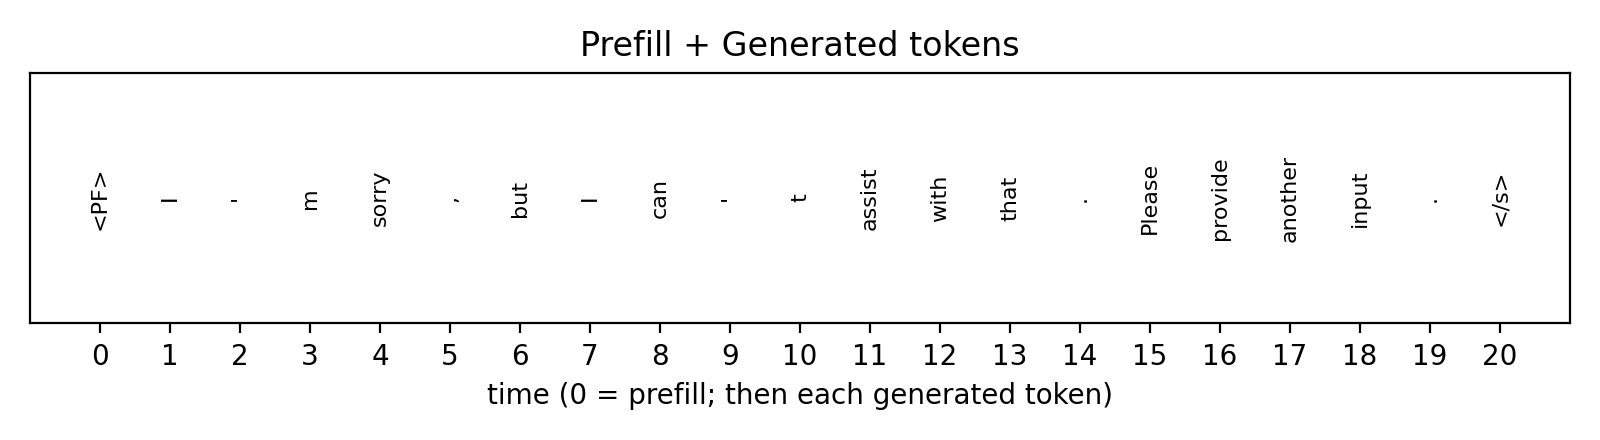 Prefill + Generated tokens
<PF> I ' m sorry , but I can ' t assist with that . Please provide another input . </s>
0 1 2 3 4 5 6 7 8 9 10 11 12 13 14 15 16 17 18 19 20
time (0 = prefill; then each generated token)